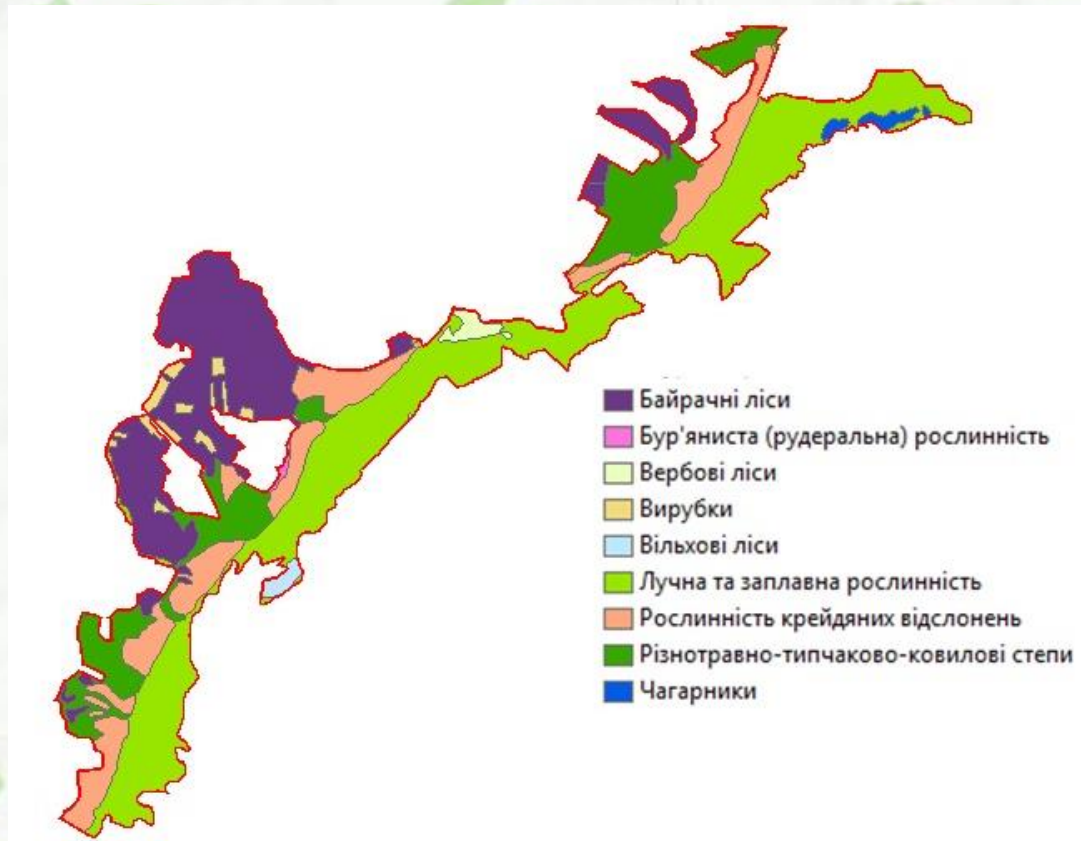 Байрачні ліси
Бур'яниста (рудеральна) рослинність
Вербові ліси
Вирубки
Вільхові ліси
Лучна та заплавна рослинність
Рослинність крейдяних відслонень
Різнотравно-типчаково-ковилові степи
Чагарники